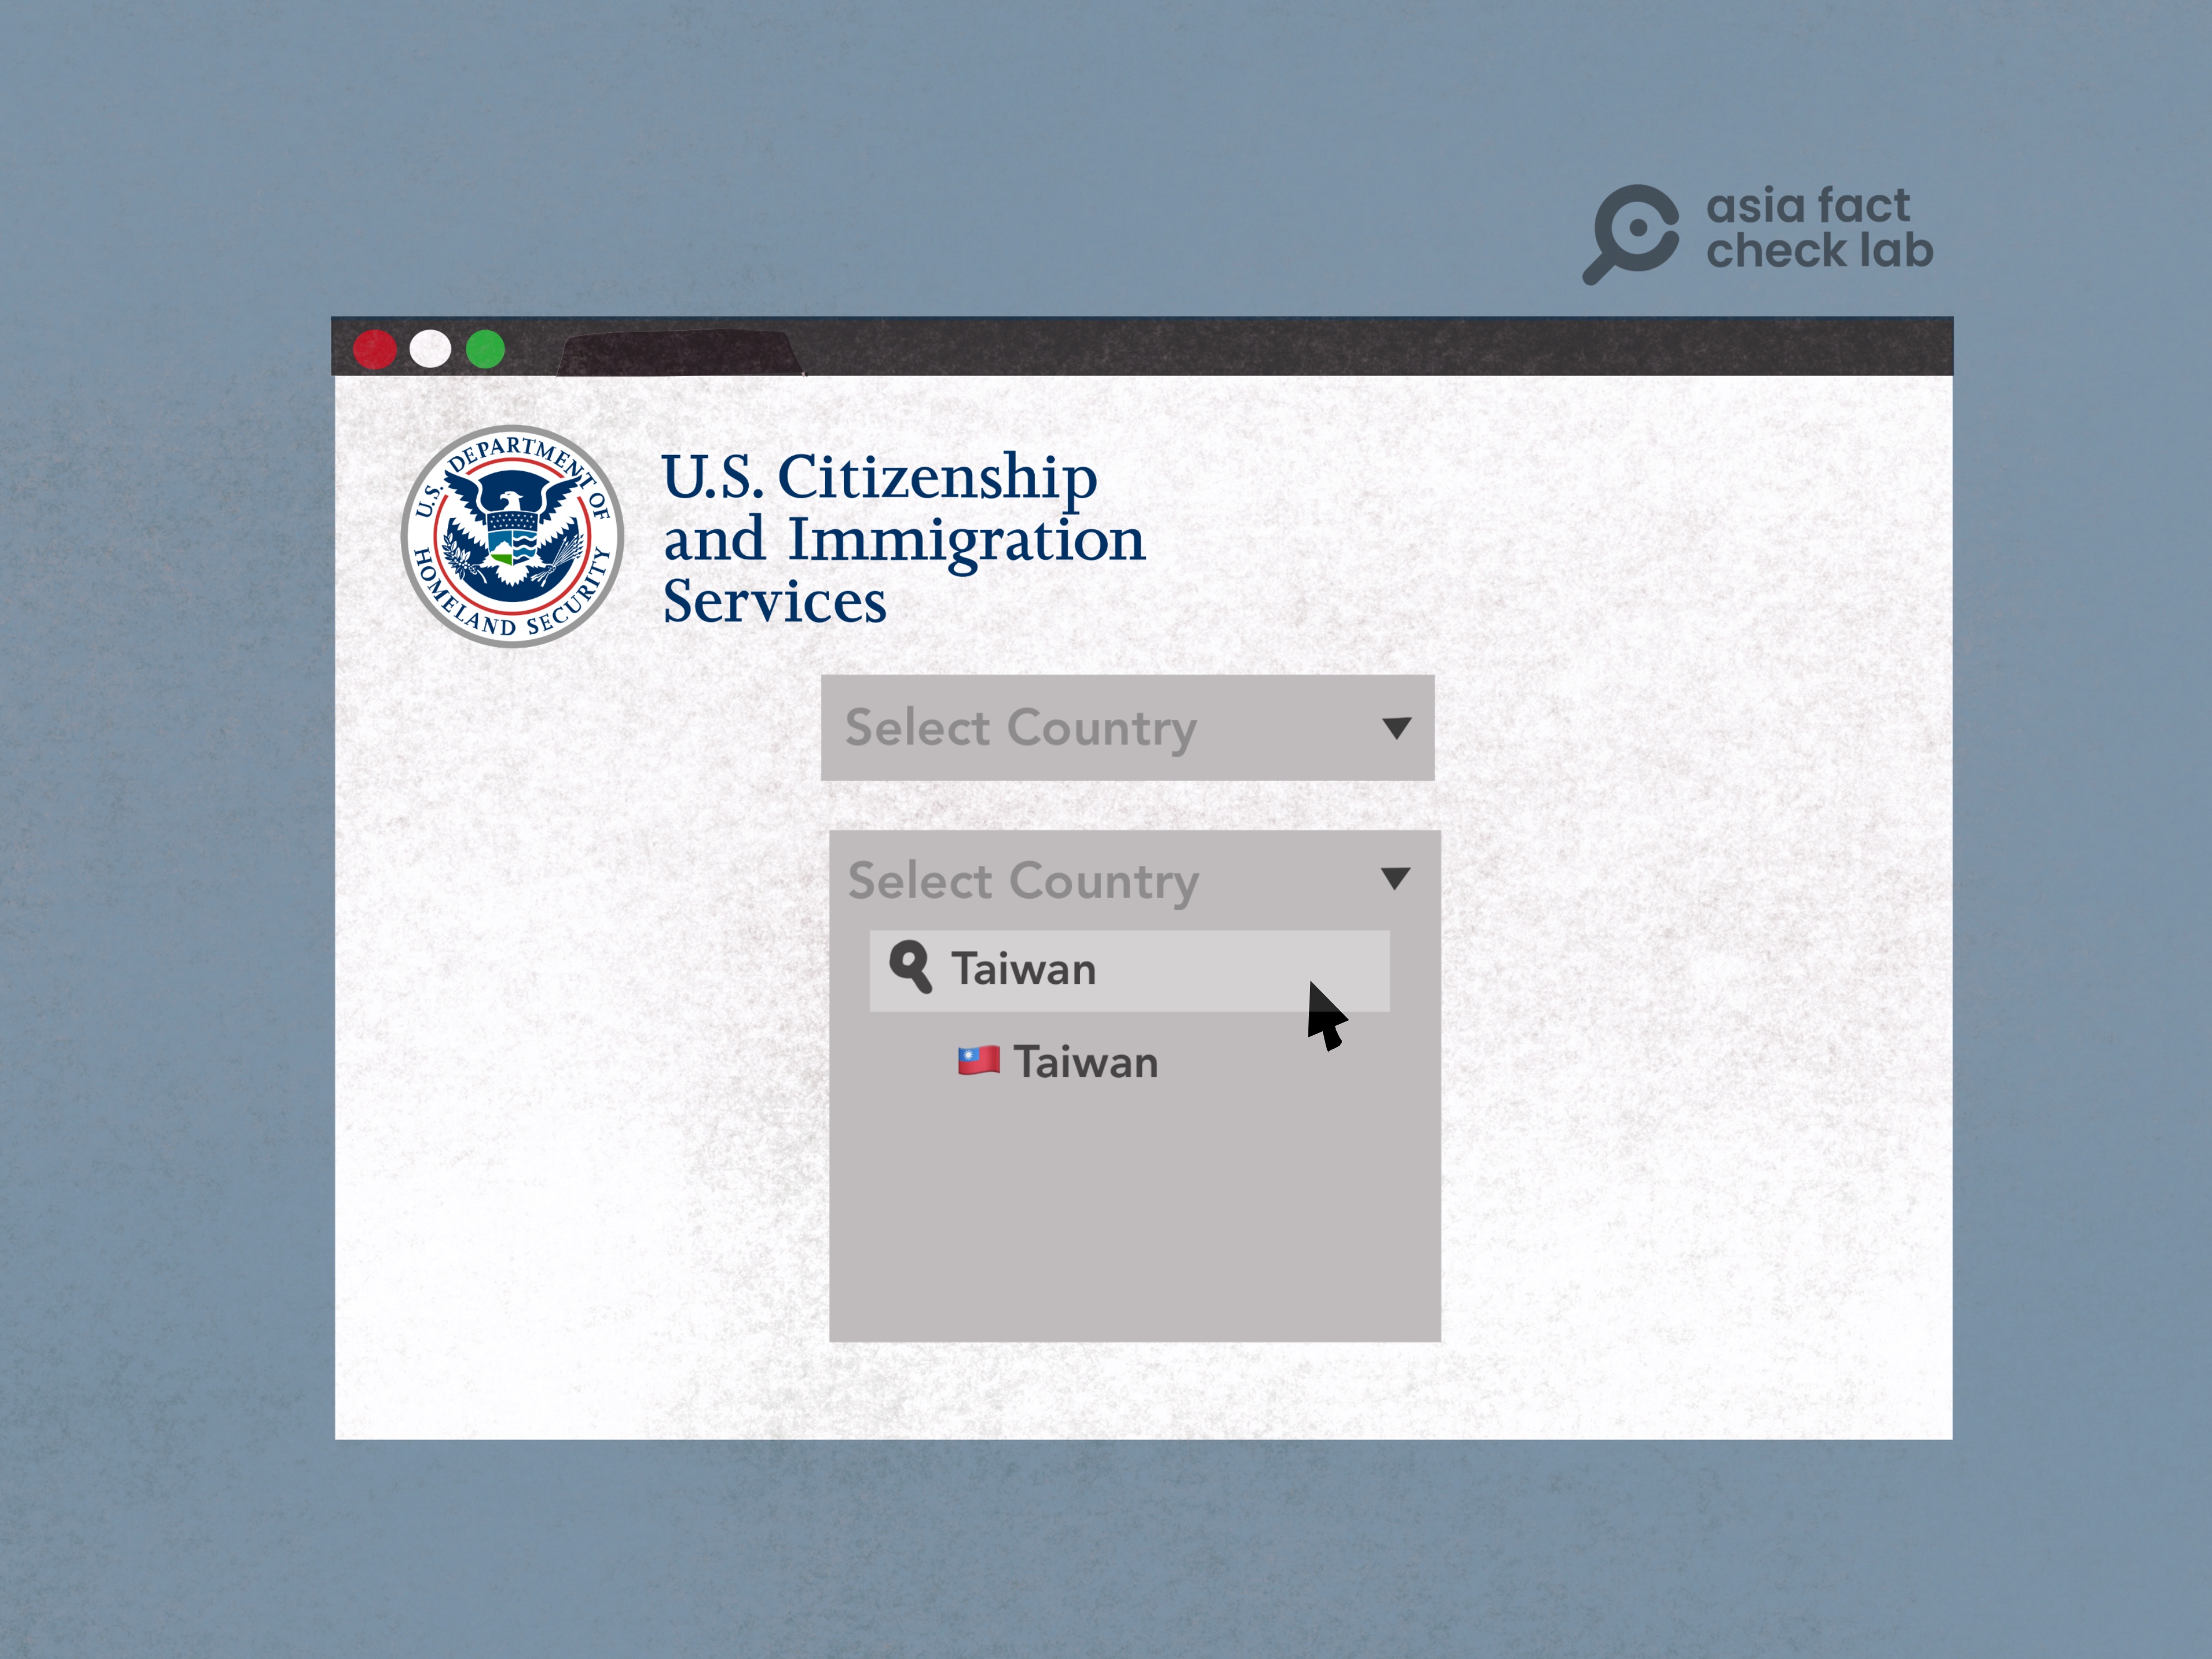 asia fact
check lab
U.S. DEPARTMENT OF
HOMELAND SECURITY
U.S. Citizenship
and Immigration
Services
Select Country
Select Country
Taiwan
Taiwan